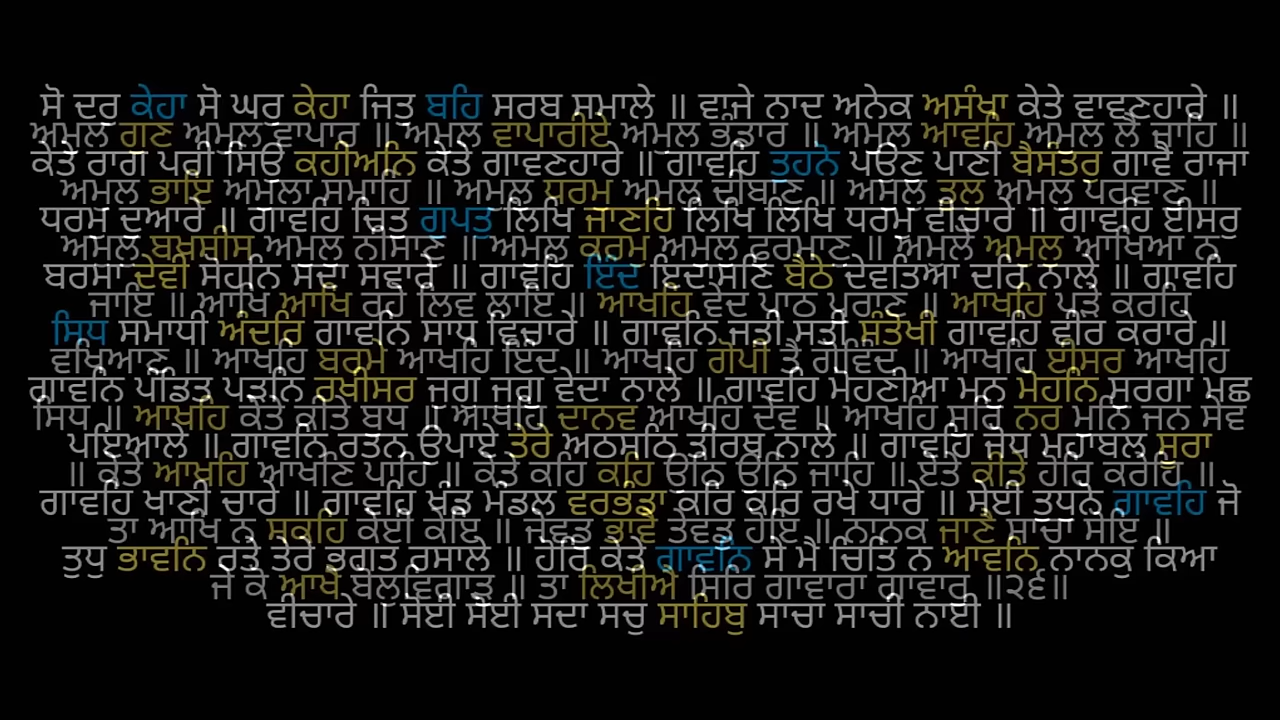 ਸੋ ਦਰੁ ਕੇਹਾ ਸੋ ਘਰੁ ਕੇਹਾ ਜਿਤੁ ਬਹਿ ਸਰਬ ਸਮਾਲੇ ॥ ਵਾਜੇ ਨਾਦ ਅਨੇਕ ਅਸੰਖਾ ਕੇਤੇ ਵਾਵਣਹਾਰੇ ॥
ਅਮੁਲ ਗੁਣ ਅਮੁਲ ਵਾਪਾਰ ॥ ਅਮੁਲ ਵਾਪਾਰੀਏ ਅਮੁਲ ਭੰਡਾਰ ॥ ਅਮੁਲ ਆਵਹਿ ਅਮੁਲ ਲੈ ਜਾਹਿ ॥
ਕੇਤੇ ਰਾਗ ਪਰੀ ਸਿਉ ਕਹੀਅਨਿ ਕੇਤੇ ਗਾਵਣਹਾਰੇ ॥ ਗਾਵਹਿ ਤੁਹਨੋ ਪਉਣੁ ਪਾਣੀ ਬੈਸੰਤਰੁ ਗਾਵੈ ਰਾਜਾ
ਅਮੁਲ ਭਾਇ ਅਮੁਲਾ ਸਮਾਹਿ ॥ ਅਮੁਲੁ ਧਰਮੁ ਅਮੁਲੁ ਦੀਬਾਣੁ ॥ ਅਮੁਲੁ ਤੁਲੁ ਅਮੁਲੁ ਪਰਵਾਣੁ ॥
ਧਰਮੁ ਦੁਆਰੇ ॥ ਗਾਵਹਿ ਚਿਤੁ ਗੁਪਤੁ ਲਿਖਿ ਜਾਣਹਿ ਲਿਖਿ ਲਿਖਿ ਧਰਮੁ ਵੀਚਾਰੇ ॥ ਗਾਵਹਿ ਈਸਰੁ
ਅਮੁਲੁ ਬਖਸੀਸ ਅਮੁਲੁ ਨੀਸਾਣੁ ॥ ਅਮੁਲੁ ਕਰਮੁ ਅਮੁਲੁ ਫੁਰਮਾਣੁ ॥ ਅਮੁਲੋ ਅਮੁਲੁ ਆਖਿਆ ਨ
ਬਰਮਾ ਦੇਵੀ ਸੋਹਨਿ ਸਦਾ ਸਵਾਰੇ ॥ ਗਾਵਹਿ ਇੰਦ ਇਦਾਸਣਿ ਬੈਠੇ ਦੇਵਤਿਆ ਦਰਿ ਨਾਲੇ ॥ ਗਾਵਹਿ
ਜਾਇ ॥ ਆਖਿ ਆਖਿ ਰਹੇ ਲਿਵ ਲਾਇ ॥ ਆਖਹਿ ਵੇਦ ਪਾਠ ਪੁਰਾਣ ॥ ਆਖਹਿ ਪੜੇ ਕਰਹਿ
ਸਿਧ ਸਮਾਧੀ ਅੰਦਰਿ ਗਾਵਨਿ ਸਾਧ ਵਿਚਾਰੇ ॥ ਗਾਵਨਿ ਜਤੀ ਸਤੀ ਸੰਤੋਖੀ ਗਾਵਹਿ ਵੀਰ ਕਰਾਰੇ ॥
ਵਖਿਆਣ ॥ ਆਖਹਿ ਬਰਮੇ ਆਖਹਿ ਇੰਦ ॥ ਆਖਹਿ ਗੋਪੀ ਤੈ ਗੋਵਿੰਦ ॥ ਆਖਹਿ ਈਸਰ ਆਖਹਿ
ਗਾਵਨਿ ਪੰਡਿਤ ਪੜਨਿ ਰਖੀਸਰ ਜੁਗੁ ਜੁਗੁ ਵੇਦਾ ਨਾਲੇ ॥ ਗਾਵਹਿ ਮੋਹਣੀਆ ਮਨੁ ਮੋਹਨਿ ਸੁਰਗਾ ਮਛ
ਸਿਧ ॥ ਆਖਹਿ ਕੇਤੇ ਕੀਤੇ ਬੁਧ ॥ ਆਖਹਿ ਦਾਨਵ ਆਖਹਿ ਦੇਵ ॥ ਆਖਹਿ ਸੁਰਿ ਨਰ ਮੁਨਿ ਜਨ ਸੇਵ
ਪਇਆਲੇ ॥ ਗਾਵਨਿ ਰਤਨ ਉਪਾਏ ਤੇਰੇ ਅਠਸਠਿ ਤੀਰਥ ਨਾਲੇ ॥ ਗਾਵਹਿ ਜੋਧ ਮਹਾਬਲ ਸੂਰਾ
॥ ਕੇਤੇ ਆਖਹਿ ਆਖਣਿ ਪਾਹਿ ॥ ਕੇਤੇ ਕਹਿ ਕਹਿ ਉਠਿ ਉਠਿ ਜਾਹਿ ॥ ਏਤੇ ਕੀਤੇ ਹੋਰਿ ਕਰੇਹਿ ॥
ਗਾਵਹਿ ਖਾਣੀ ਚਾਰੇ ॥ ਗਾਵਹਿ ਖੰਡ ਮੰਡਲ ਵਰਭੰਡਾ ਕਰਿ ਕਰਿ ਰਖੇ ਧਾਰੇ ॥ ਸੇਈ ਤੁਧੁਨੋ ਗਾਵਹਿ ਜੋ
ਤਾ ਆਖਿ ਨ ਸਕਹਿ ਕੇਈ ਕੇਇ ॥ ਜੇਵਡੁ ਭਾਵੈ ਤੇਵਡੁ ਹੋਇ ॥ ਨਾਨਕ ਜਾਣੈ ਸਾਚਾ ਸੋਇ ॥
ਤੁਧੁ ਭਾਵਨਿ ਰਤੇ ਤੇਰੇ ਭਗਤ ਰਸਾਲੇ ॥ ਹੋਰਿ ਕੇਤੇ ਗਾਵਨਿ ਸੇ ਮੈ ਚਿਤਿ ਨ ਆਵਨਿ ਨਾਨਕੁ ਕਿਆ
ਜੇ ਕੋ ਆਖੈ ਬੋਲੁਵਿਗਾੜੁ ॥ ਤਾ ਲਿਖੀਐ ਸਿਰਿ ਗਾਵਾਰਾ ਗਾਵਾਰੁ ॥੨੬॥
ਵੀਚਾਰੇ ॥ ਸੋਈ ਸੋਈ ਸਦਾ ਸਚੁ ਸਾਹਿਬੁ ਸਾਚਾ ਸਾਚੀ ਨਾਈ ॥